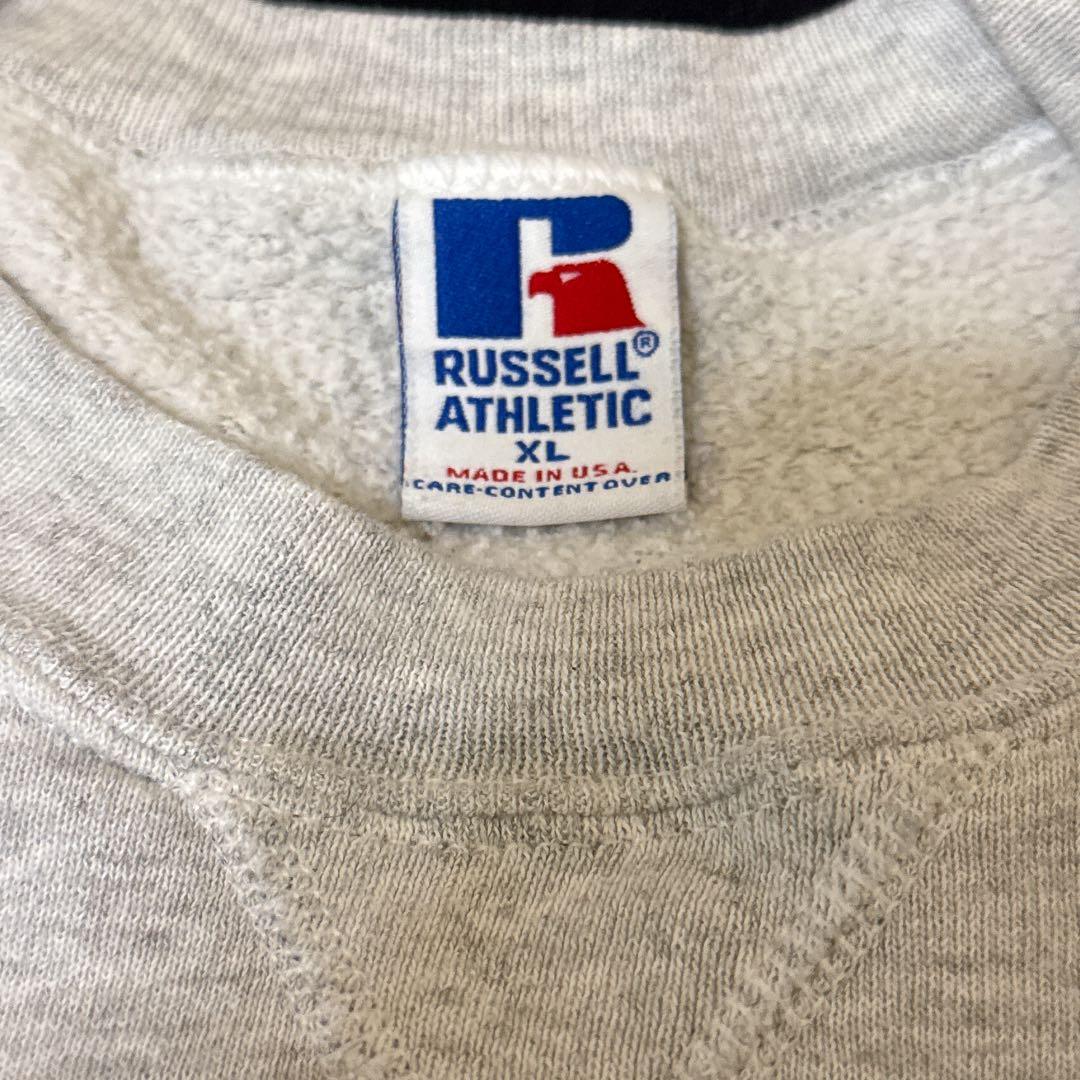 R
RUSSELL®
ATHLETIC
XL
MADE IN U.S.A.
CARE-CONTENT OVER